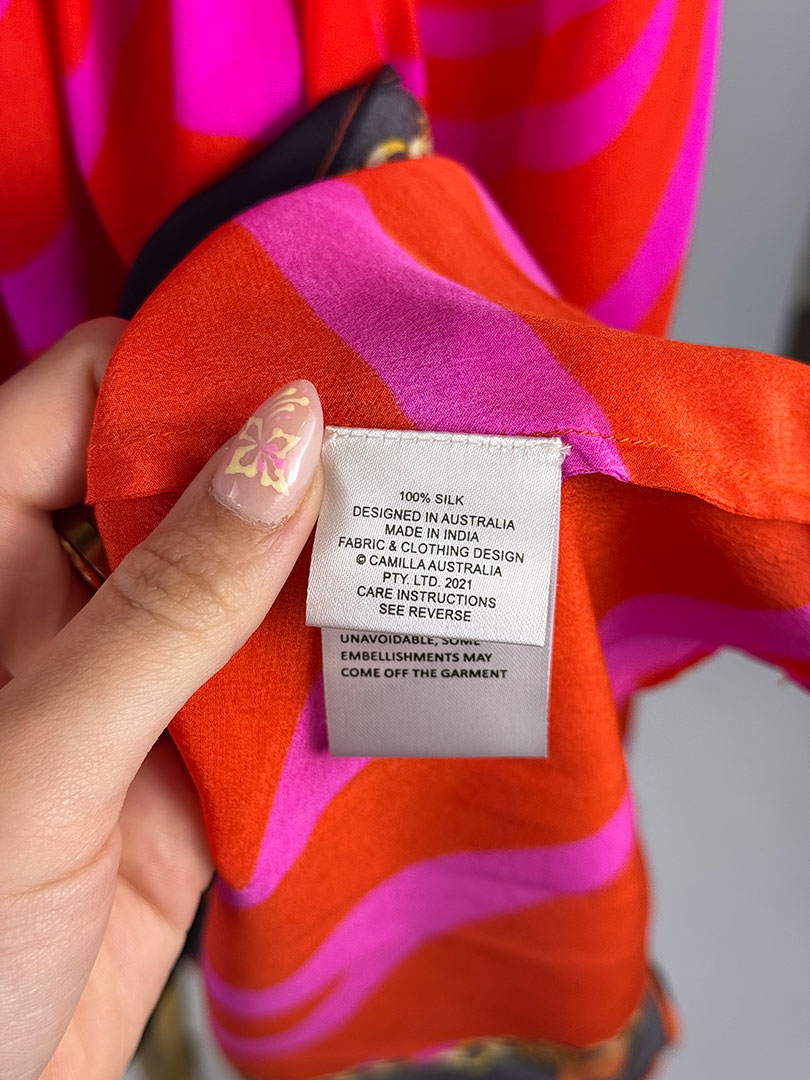 100% SILK
DESIGNED IN AUSTRALIA
MADE IN INDIA
FABRIC & CLOTHING DESIGN
© CAMILLA AUSTRALIA
PTY. LTD. 2021
CARE INSTRUCTIONS
SEE REVERSE
UNAVOIDABLE, SOME
EMBELLISHMENTS MAY
COME OFF THE GARMENT